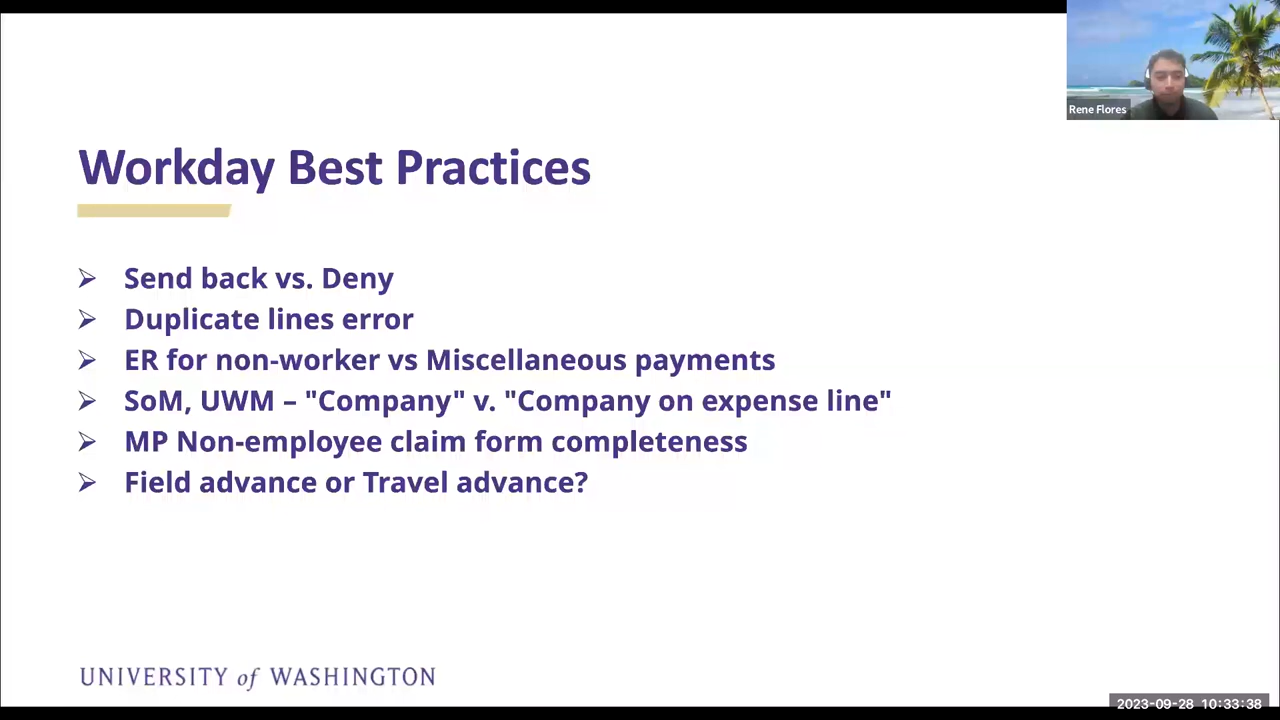 Rene Flores
Workday Best Practices
Send back vs. Deny
Duplicate lines error
ER for non-worker vs Miscellaneous payments
SoM, UWM – "Company" v. "Company on expense line"
MP Non-employee claim form completeness
Field advance or Travel advance?
UNIVERSITY of WASHINGTON
2023-09-28 10:33:38